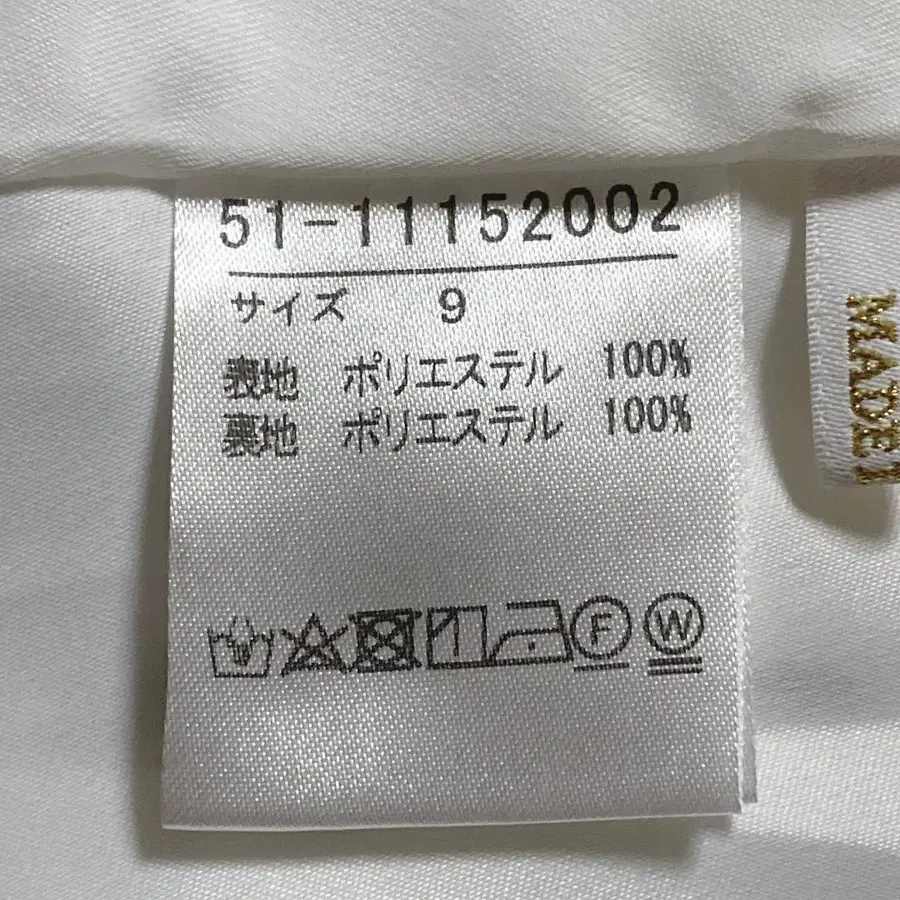 51-11152002
サイズ 9
表地 ポリエステル 100%
裏地 ポリエステル 100%
F W
MADE